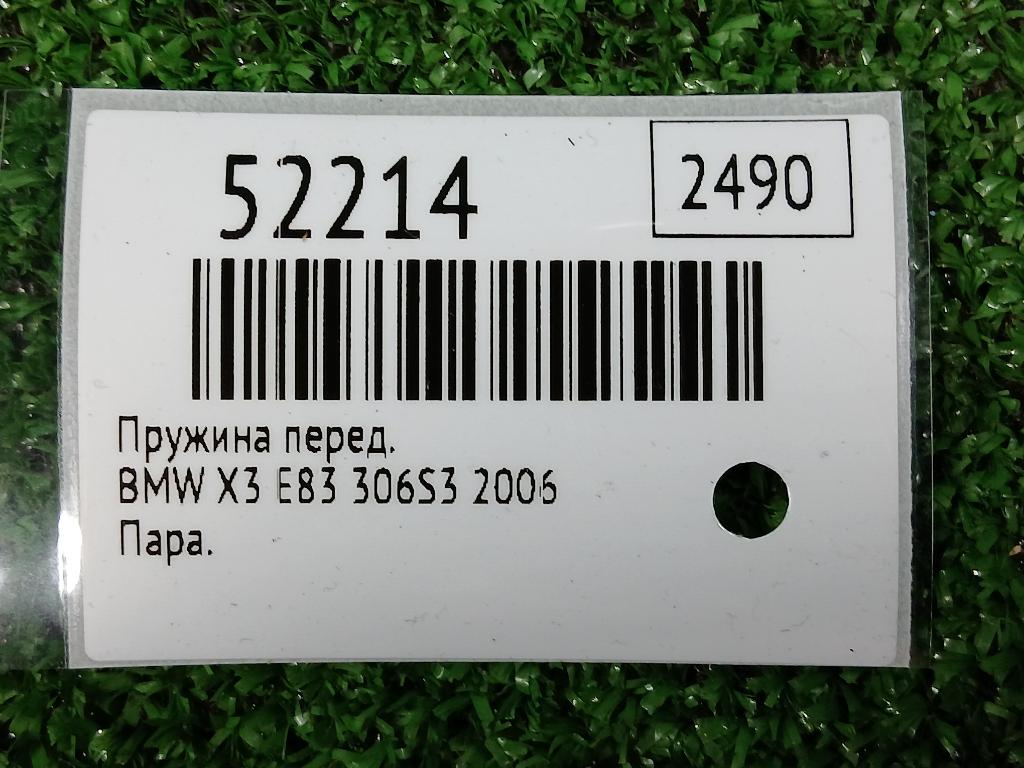 52214
2490
Пружина перед.
BMW X3 E83 306S3 2006
Пара.